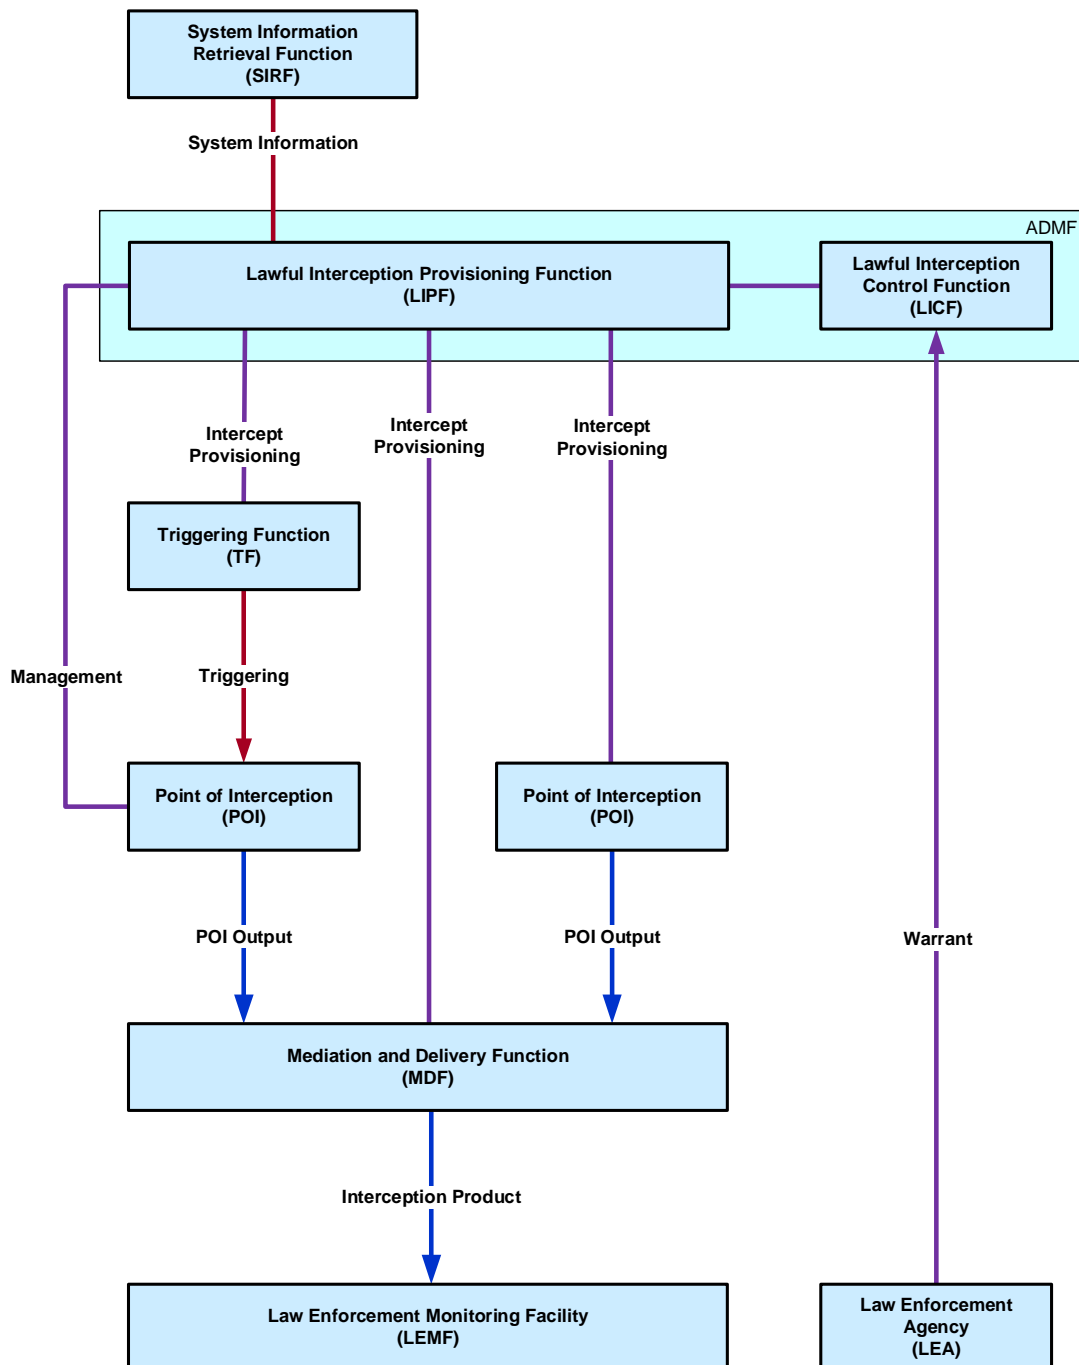 System Information
Retrieval Function
(SIRF)
System Information
ADMF
Lawful Interception Provisioning Function
(LIPF)
Lawful Interception
Control Function
(LICF)
Intercept
Provisioning
Intercept
Provisioning
Intercept
Provisioning
Triggering Function
(TF)
Management
Triggering
Point of Interception
(POI)
Point of Interception
(POI)
POI Output
POI Output
Warrant
Mediation and Delivery Function
(MDF)
Interception Product
Law Enforcement Monitoring Facility
(LEMF)
Law Enforcement
Agency
(LEA)